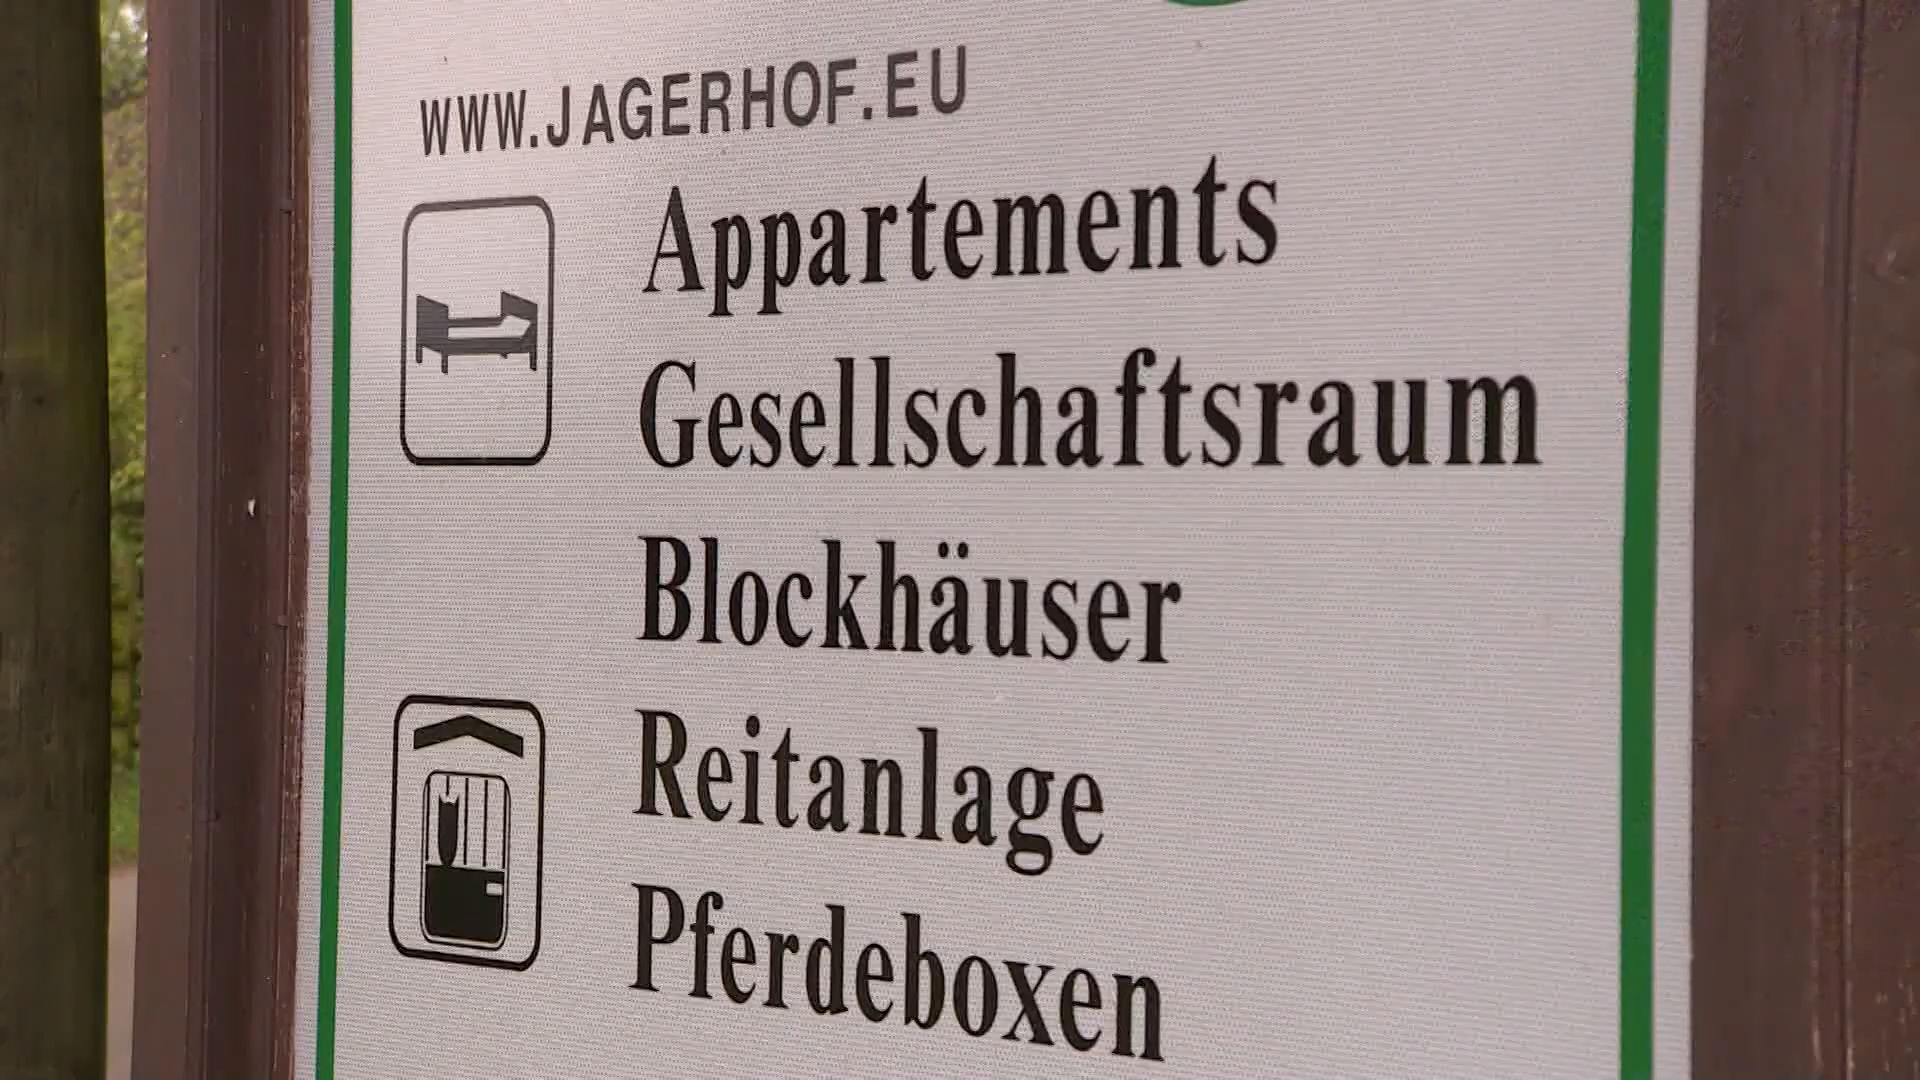 WWW.JAGERHOF.EU
Appartements
Gesellschaftsraum
Blockhäuser
Reitanlage
Pferdeboxen